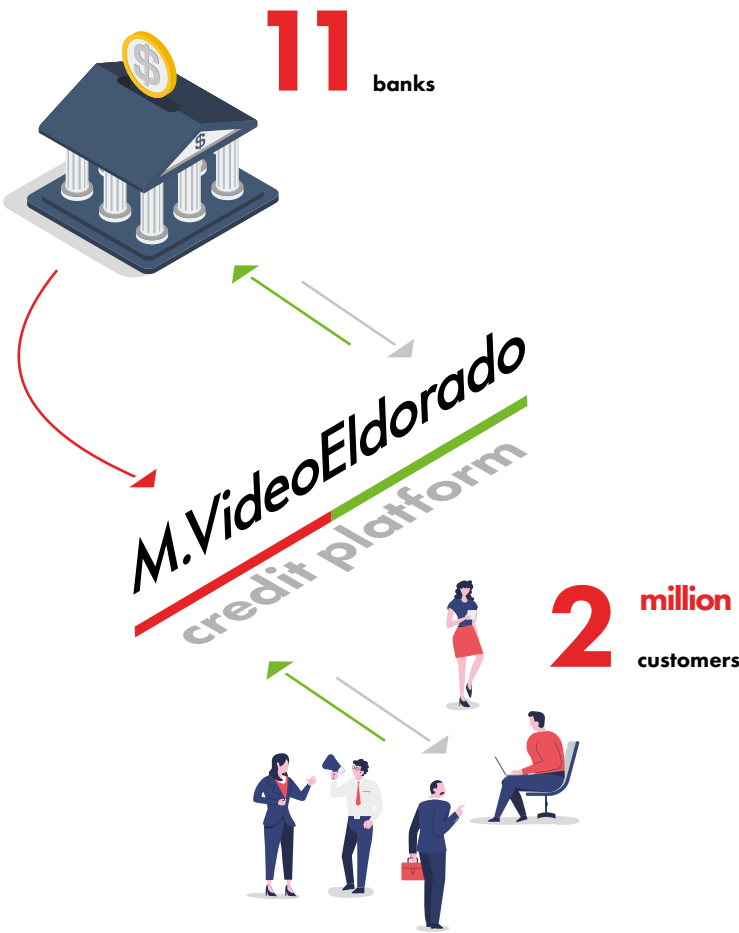 11 banks
$
$
M.VideoEldorado
credit platform
2 million
customers